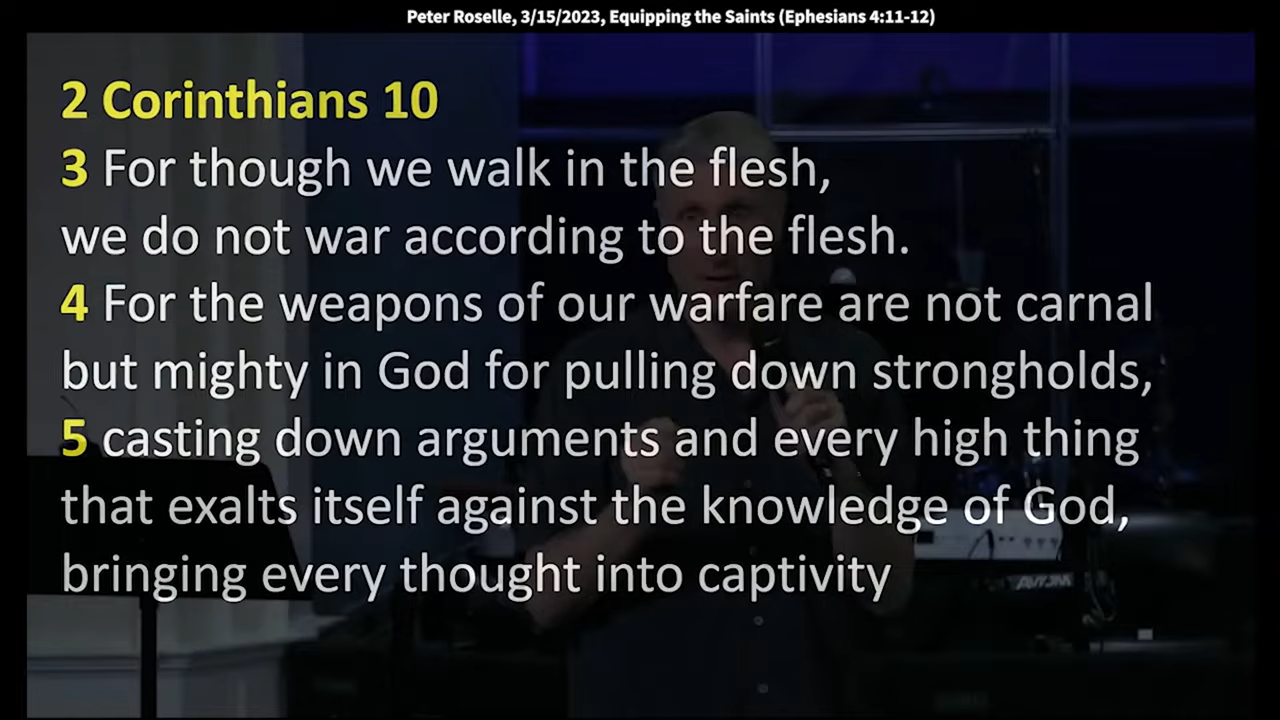 Peter Roselle, 3/15/2023, Equipping the Saints (Ephesians 4:11-12)
2 Corinthians 10
3 For though we walk in the flesh,
we do not war according to the flesh.
4 For the weapons of our warfare are not carnal
but mighty in God for pulling down strongholds,
5 casting down arguments and every high thing
that exalts itself against the knowledge of God,
bringing every thought into captivity